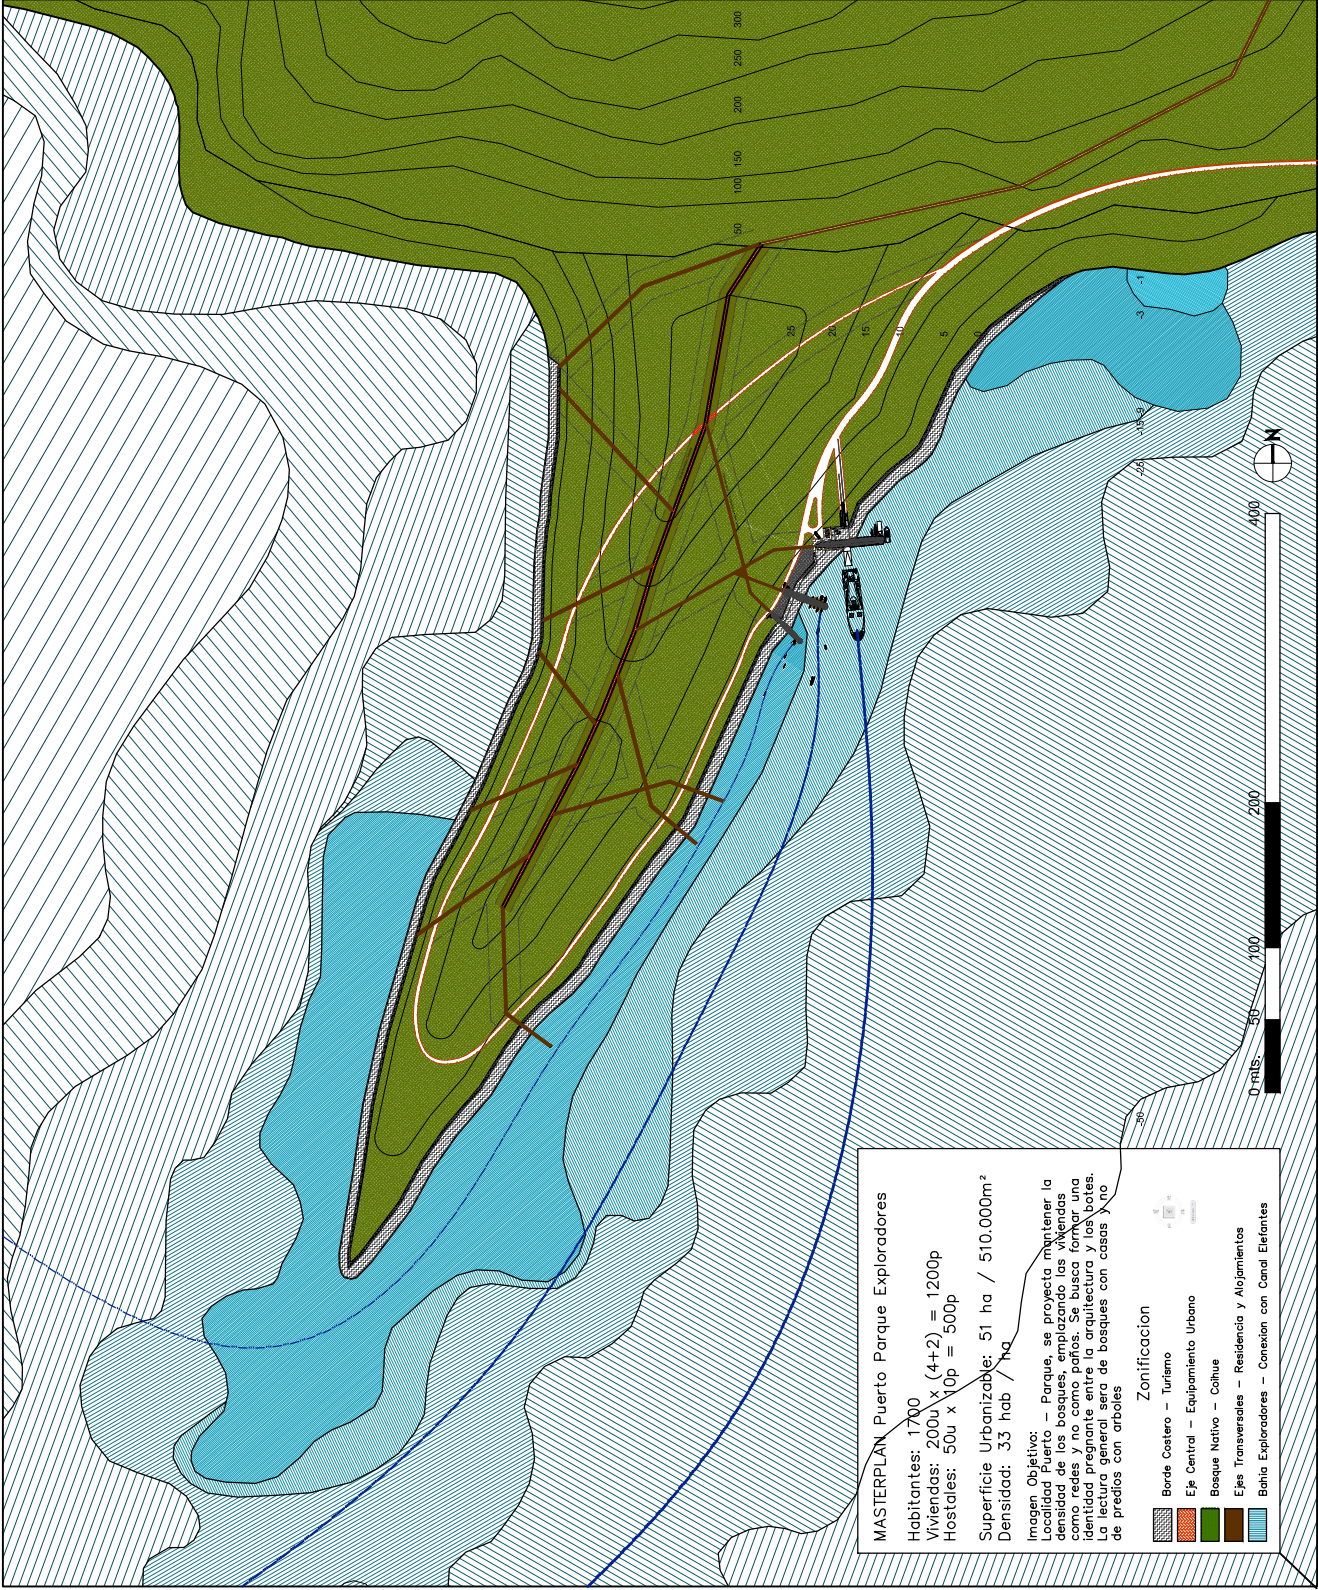 MASTERPLAN Puerto Parque Exploradores
Habitantes: 1700
Viviendas: 200u x (4+2) = 1200p
Hostales: 50u x 10p = 500p
Superficie Urbanizable: 51 ha / 510.000m²
Densidad: 33 hab / ha
Imagen Objetivo:
Localidad Puerto – Parque, se proyecta mantener la
densidad de los bosques, emplazando las viviendas
como redes y no como paños. Se busca formar una
identidad pregnante entre la arquitectura y los botes.
La lectura general sera de bosques con casas y no
de predios con arboles
Zonificacion
Borde Costero – Turismo
Eje Central – Equipamiento Urbano
Bosque Nativo – Coihue
Ejes Transversales – Residencia y Alojamientos
Bahia Exploradores – Conexion con Canal Elefantes
0 mts.
50
100
200
400
N
300
250
200
150
100
50
25
20
15
10
5
0
-1
-3
-9
-15
-25
-50